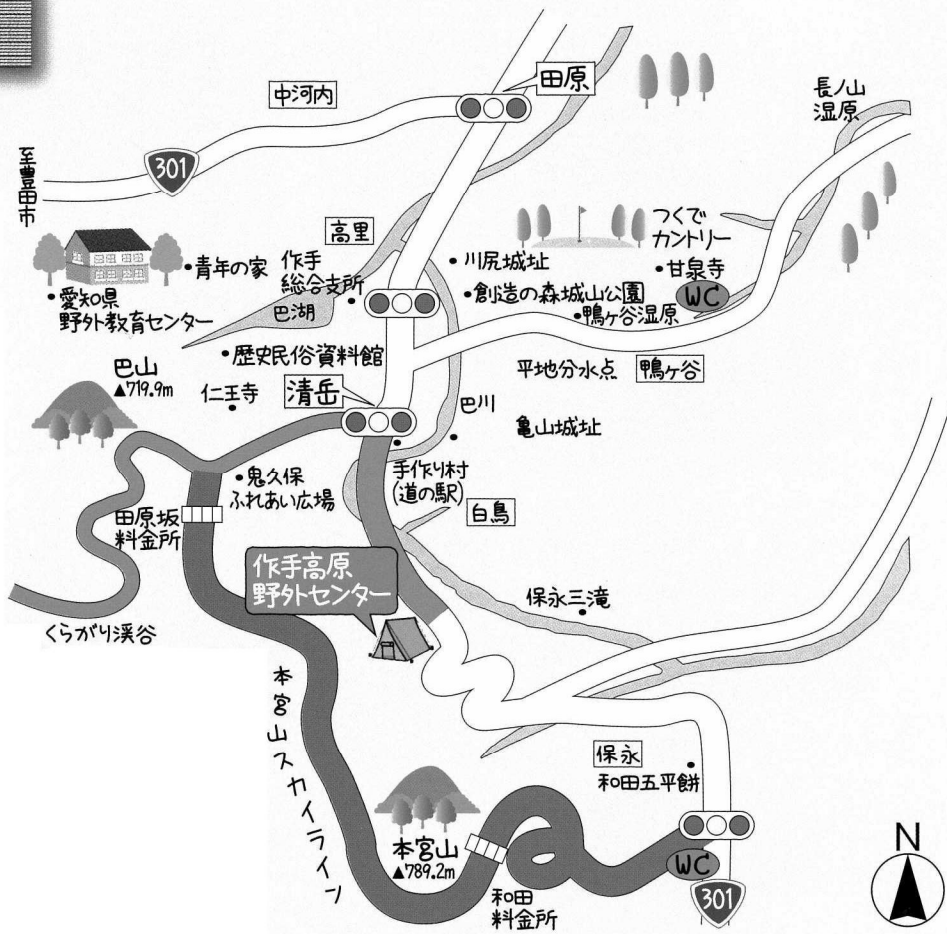 田原
中河内
長ノ山
湿原
301
至豊田市
高里
つくで
カントリー
青年の家
作手
総合支所
川尻城址
甘泉寺
巴湖
創造の森城山公園
WC
愛知県
野外教育センター
鴨ヶ谷湿原
歴史民俗資料館
平地分水点
鴨ヶ谷
巴山
▲719.9m
仁王寺
清岳
巴川
亀山城址
鬼久保
ふれあい広場
手作り村
(道の駅)
白鳥
田原坂
料金所
作手高原
野外センター
保永三滝
くらがり渓谷
本宮山スカイライン
保永
和田五平餅
本宮山
▲789.2m
和田
料金所
WC
301
N